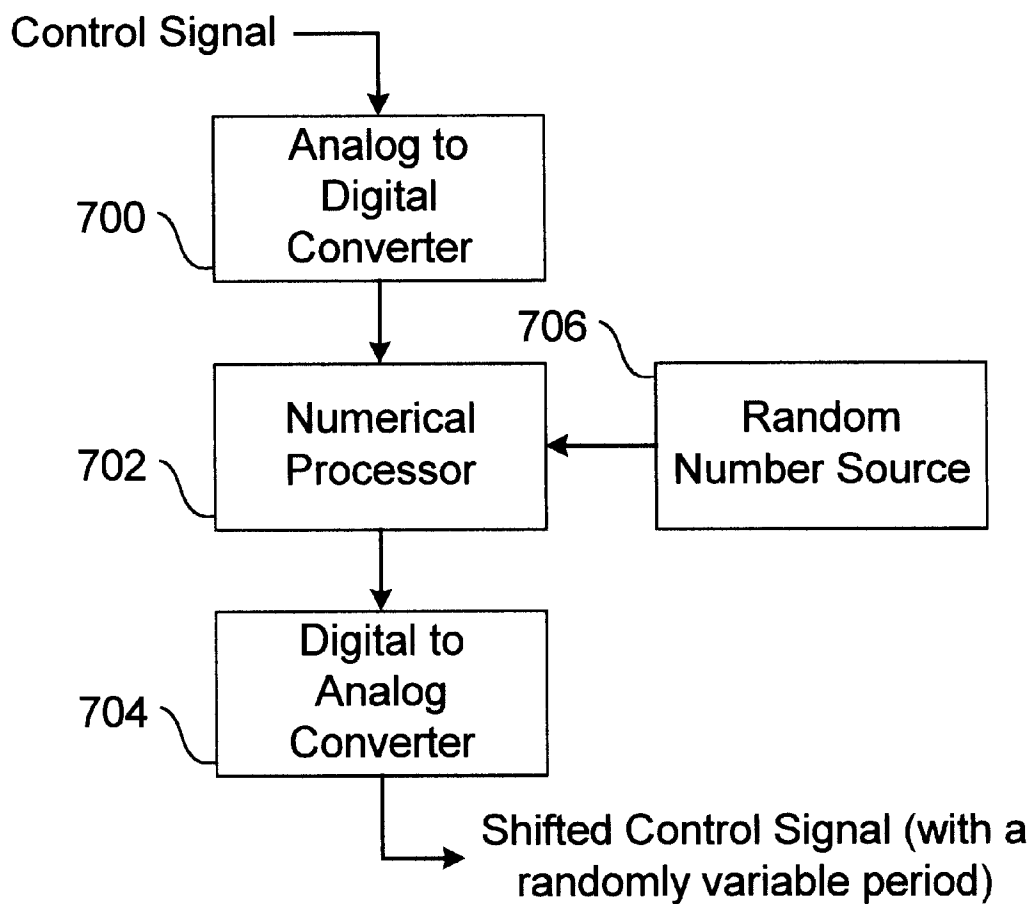 Control Signal
Analog to
Digital
Converter
700
706
Numerical
Processor
702
Random
Number Source
Digital to
Analog
Converter
704
Shifted Control Signal (with a
randomly variable period)